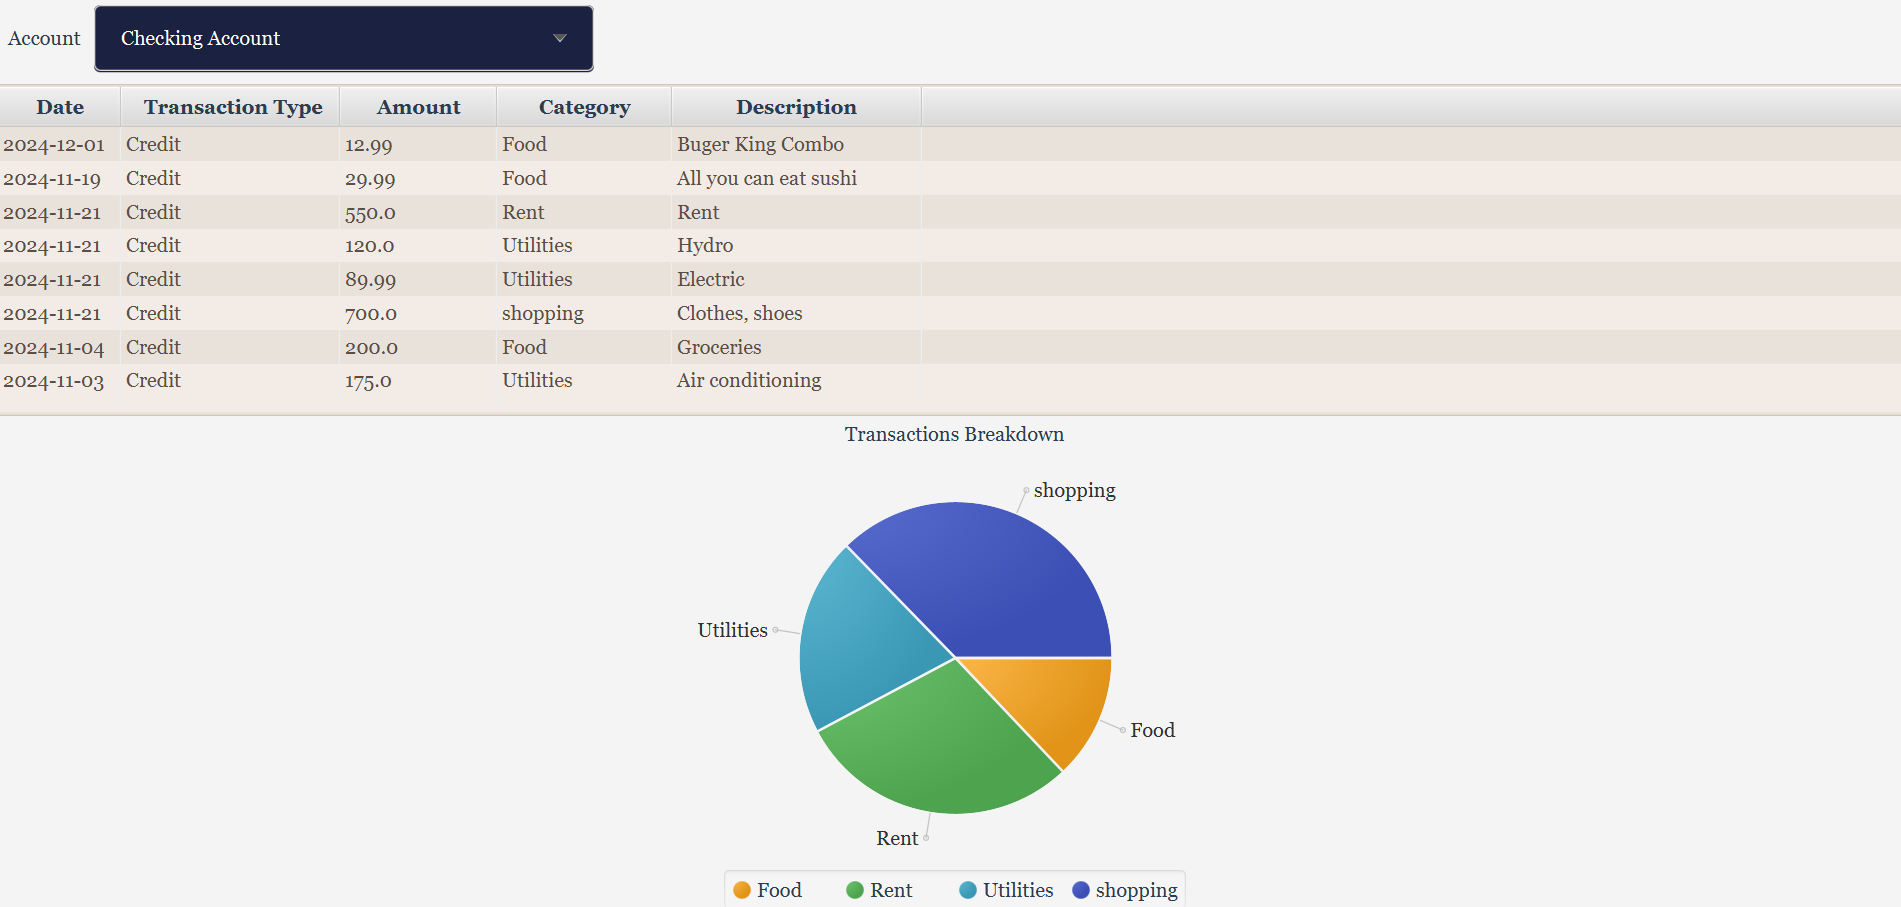 Account Checking Account
Date Transaction Type Amount Category Description
2024-12-01 Credit 12.99 Food Buger King Combo
2024-11-19 Credit 29.99 Food All you can eat sushi
2024-11-21 Credit 550.0 Rent Rent
2024-11-21 Credit 120.0 Utilities Hydro
2024-11-21 Credit 89.99 Utilities Electric
2024-11-21 Credit 700.0 shopping Clothes, shoes
2024-11-04 Credit 200.0 Food Groceries
2024-11-03 Credit 175.0 Utilities Air conditioning
Transactions Breakdown
shopping
Utilities
Food
Rent
Food Rent Utilities shopping